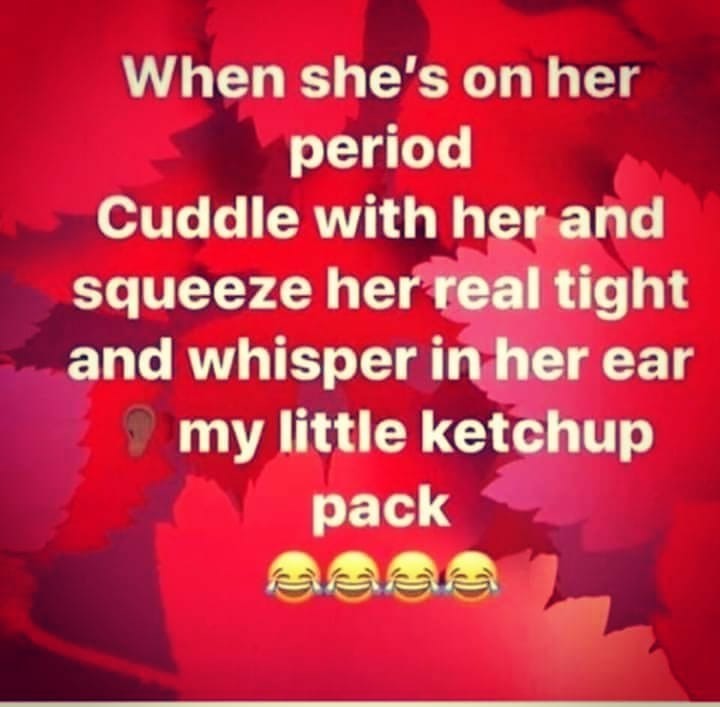 When she's on her
period
Cuddle with her and
squeeze her real tight
and whisper in her ear
👂🏾 my little ketchup
pack
😂😂😂😂